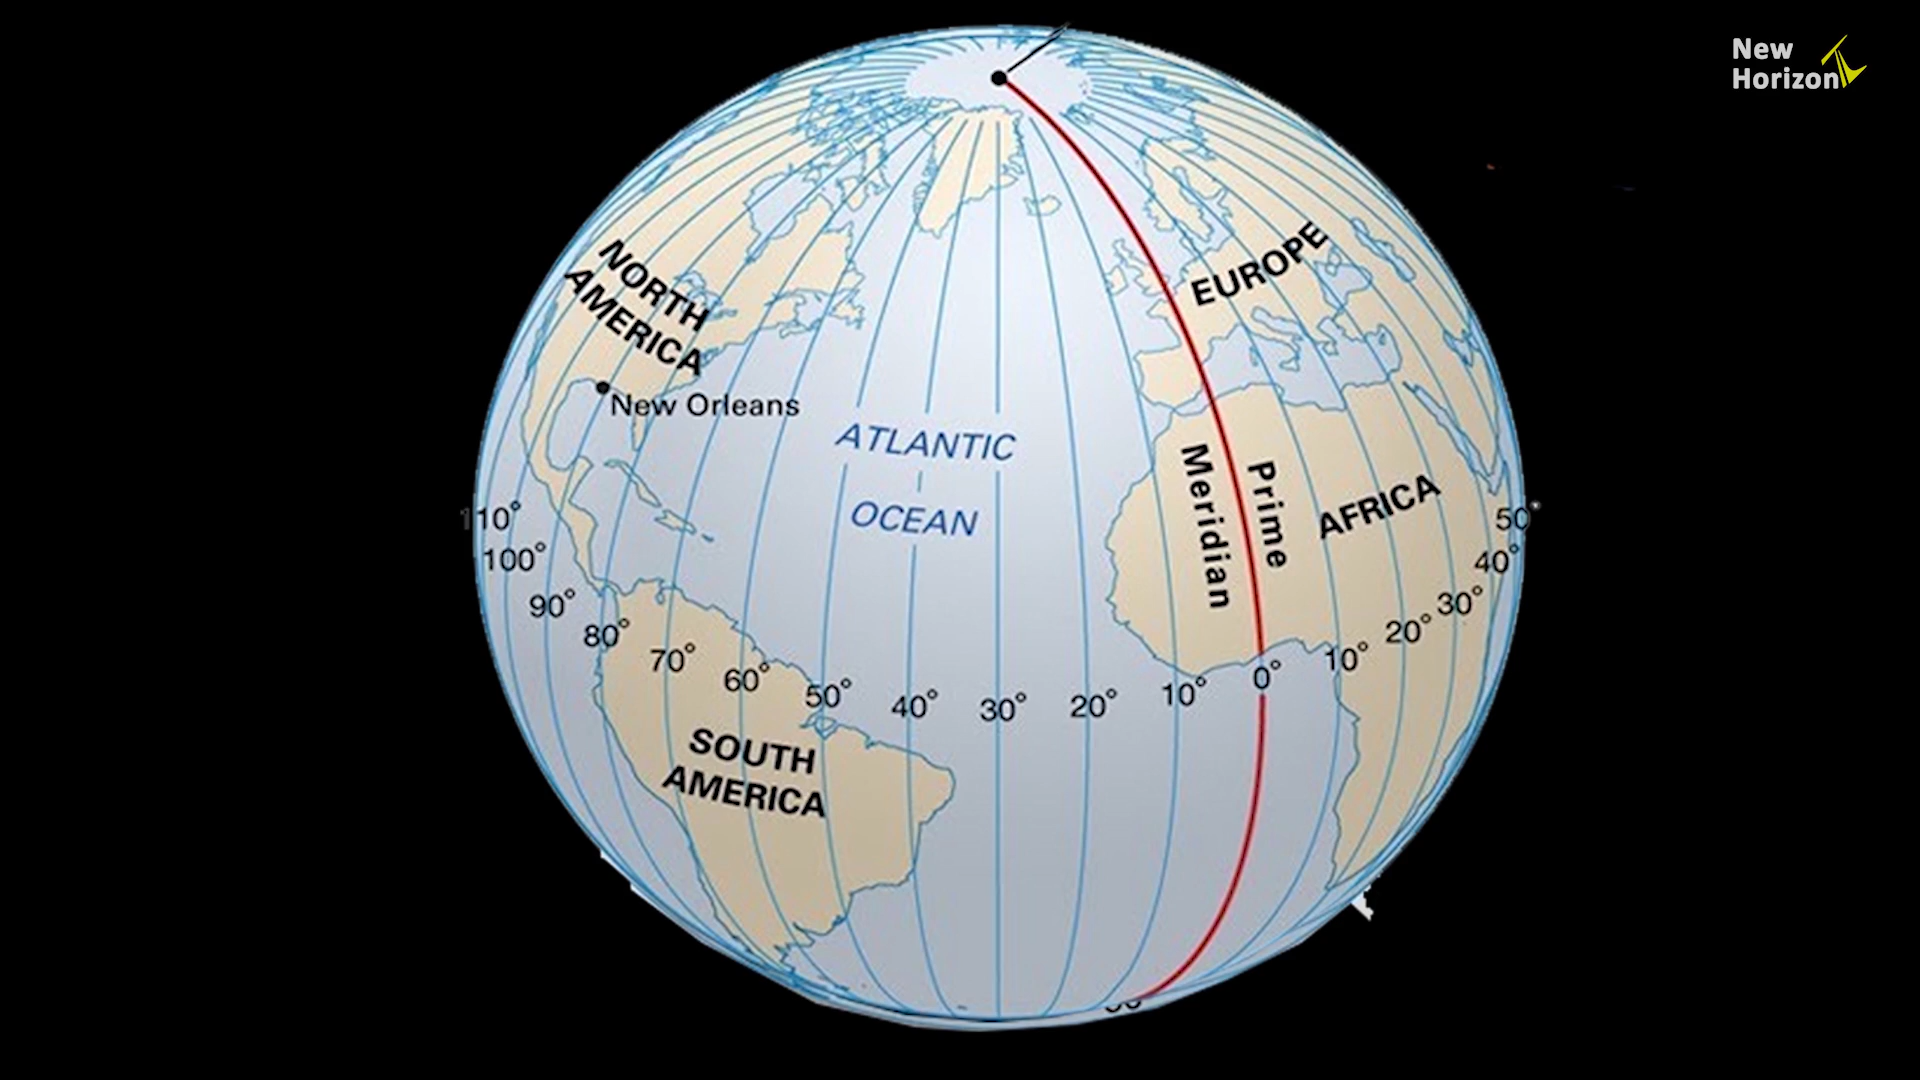 New
Horizon
NORTH
AMERICA
New Orleans
EUROPE
ATLANTIC
OCEAN
Prime
Meridian
AFRICA
110°
100°
90°
80°
70°
60°
50°
40°
30°
20°
10°
0°
10°
20°
30°
40°
50°
SOUTH
AMERICA